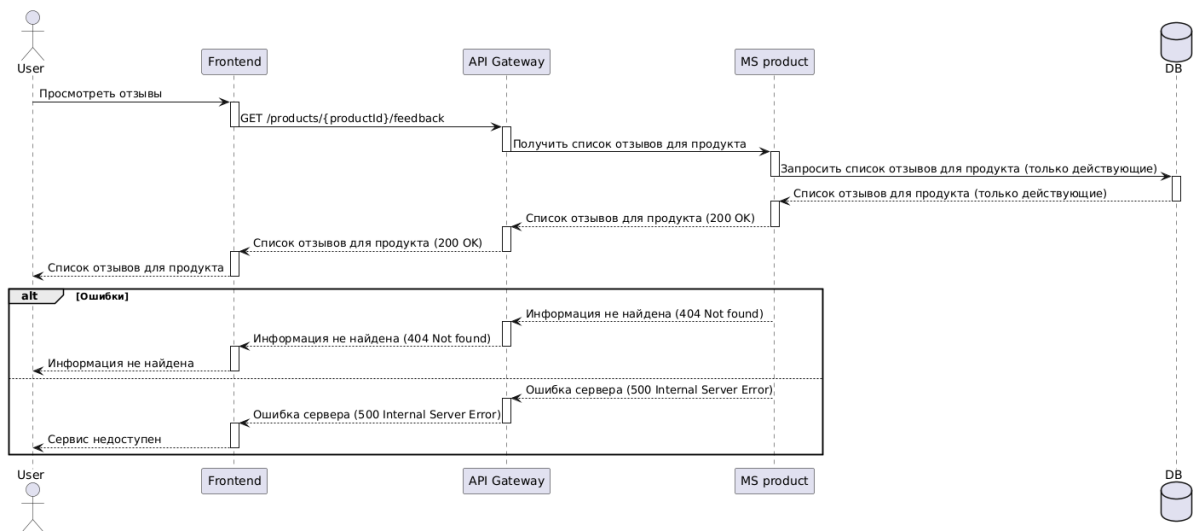 User
Frontend
API Gateway
MS product
DB
Просмотреть отзывы
GET /products/{productId}/feedback
Получить список отзывов для продукта
Запросить список отзывов для продукта (только действующие)
Список отзывов для продукта (только действующие)
Список отзывов для продукта (200 OK)
Список отзывов для продукта (200 OK)
Список отзывов для продукта
alt [Ошибки]
Информация не найдена (404 Not found)
Информация не найдена (404 Not found)
Информация не найдена
Ошибка сервера (500 Internal Server Error)
Ошибка сервера (500 Internal Server Error)
Сервис недоступен
User
Frontend
API Gateway
MS product
DB